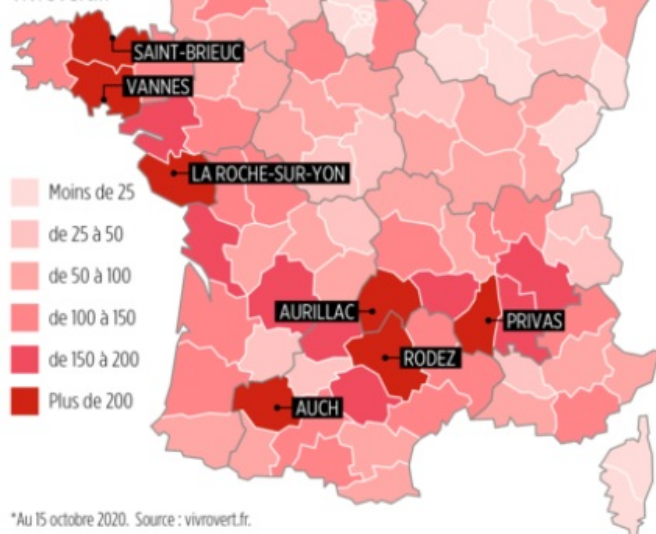 SAINT-BRIEUC
VANNES
LA ROCHE-SUR-YON
Moins de 25
de 25 à 50
de 50 à 100
de 100 à 150
de 150 à 200
Plus de 200
AURILLAC
PRIVAS
RODEZ
AUCH
*Au 15 octobre 2020. Source : vivrovert.fr.